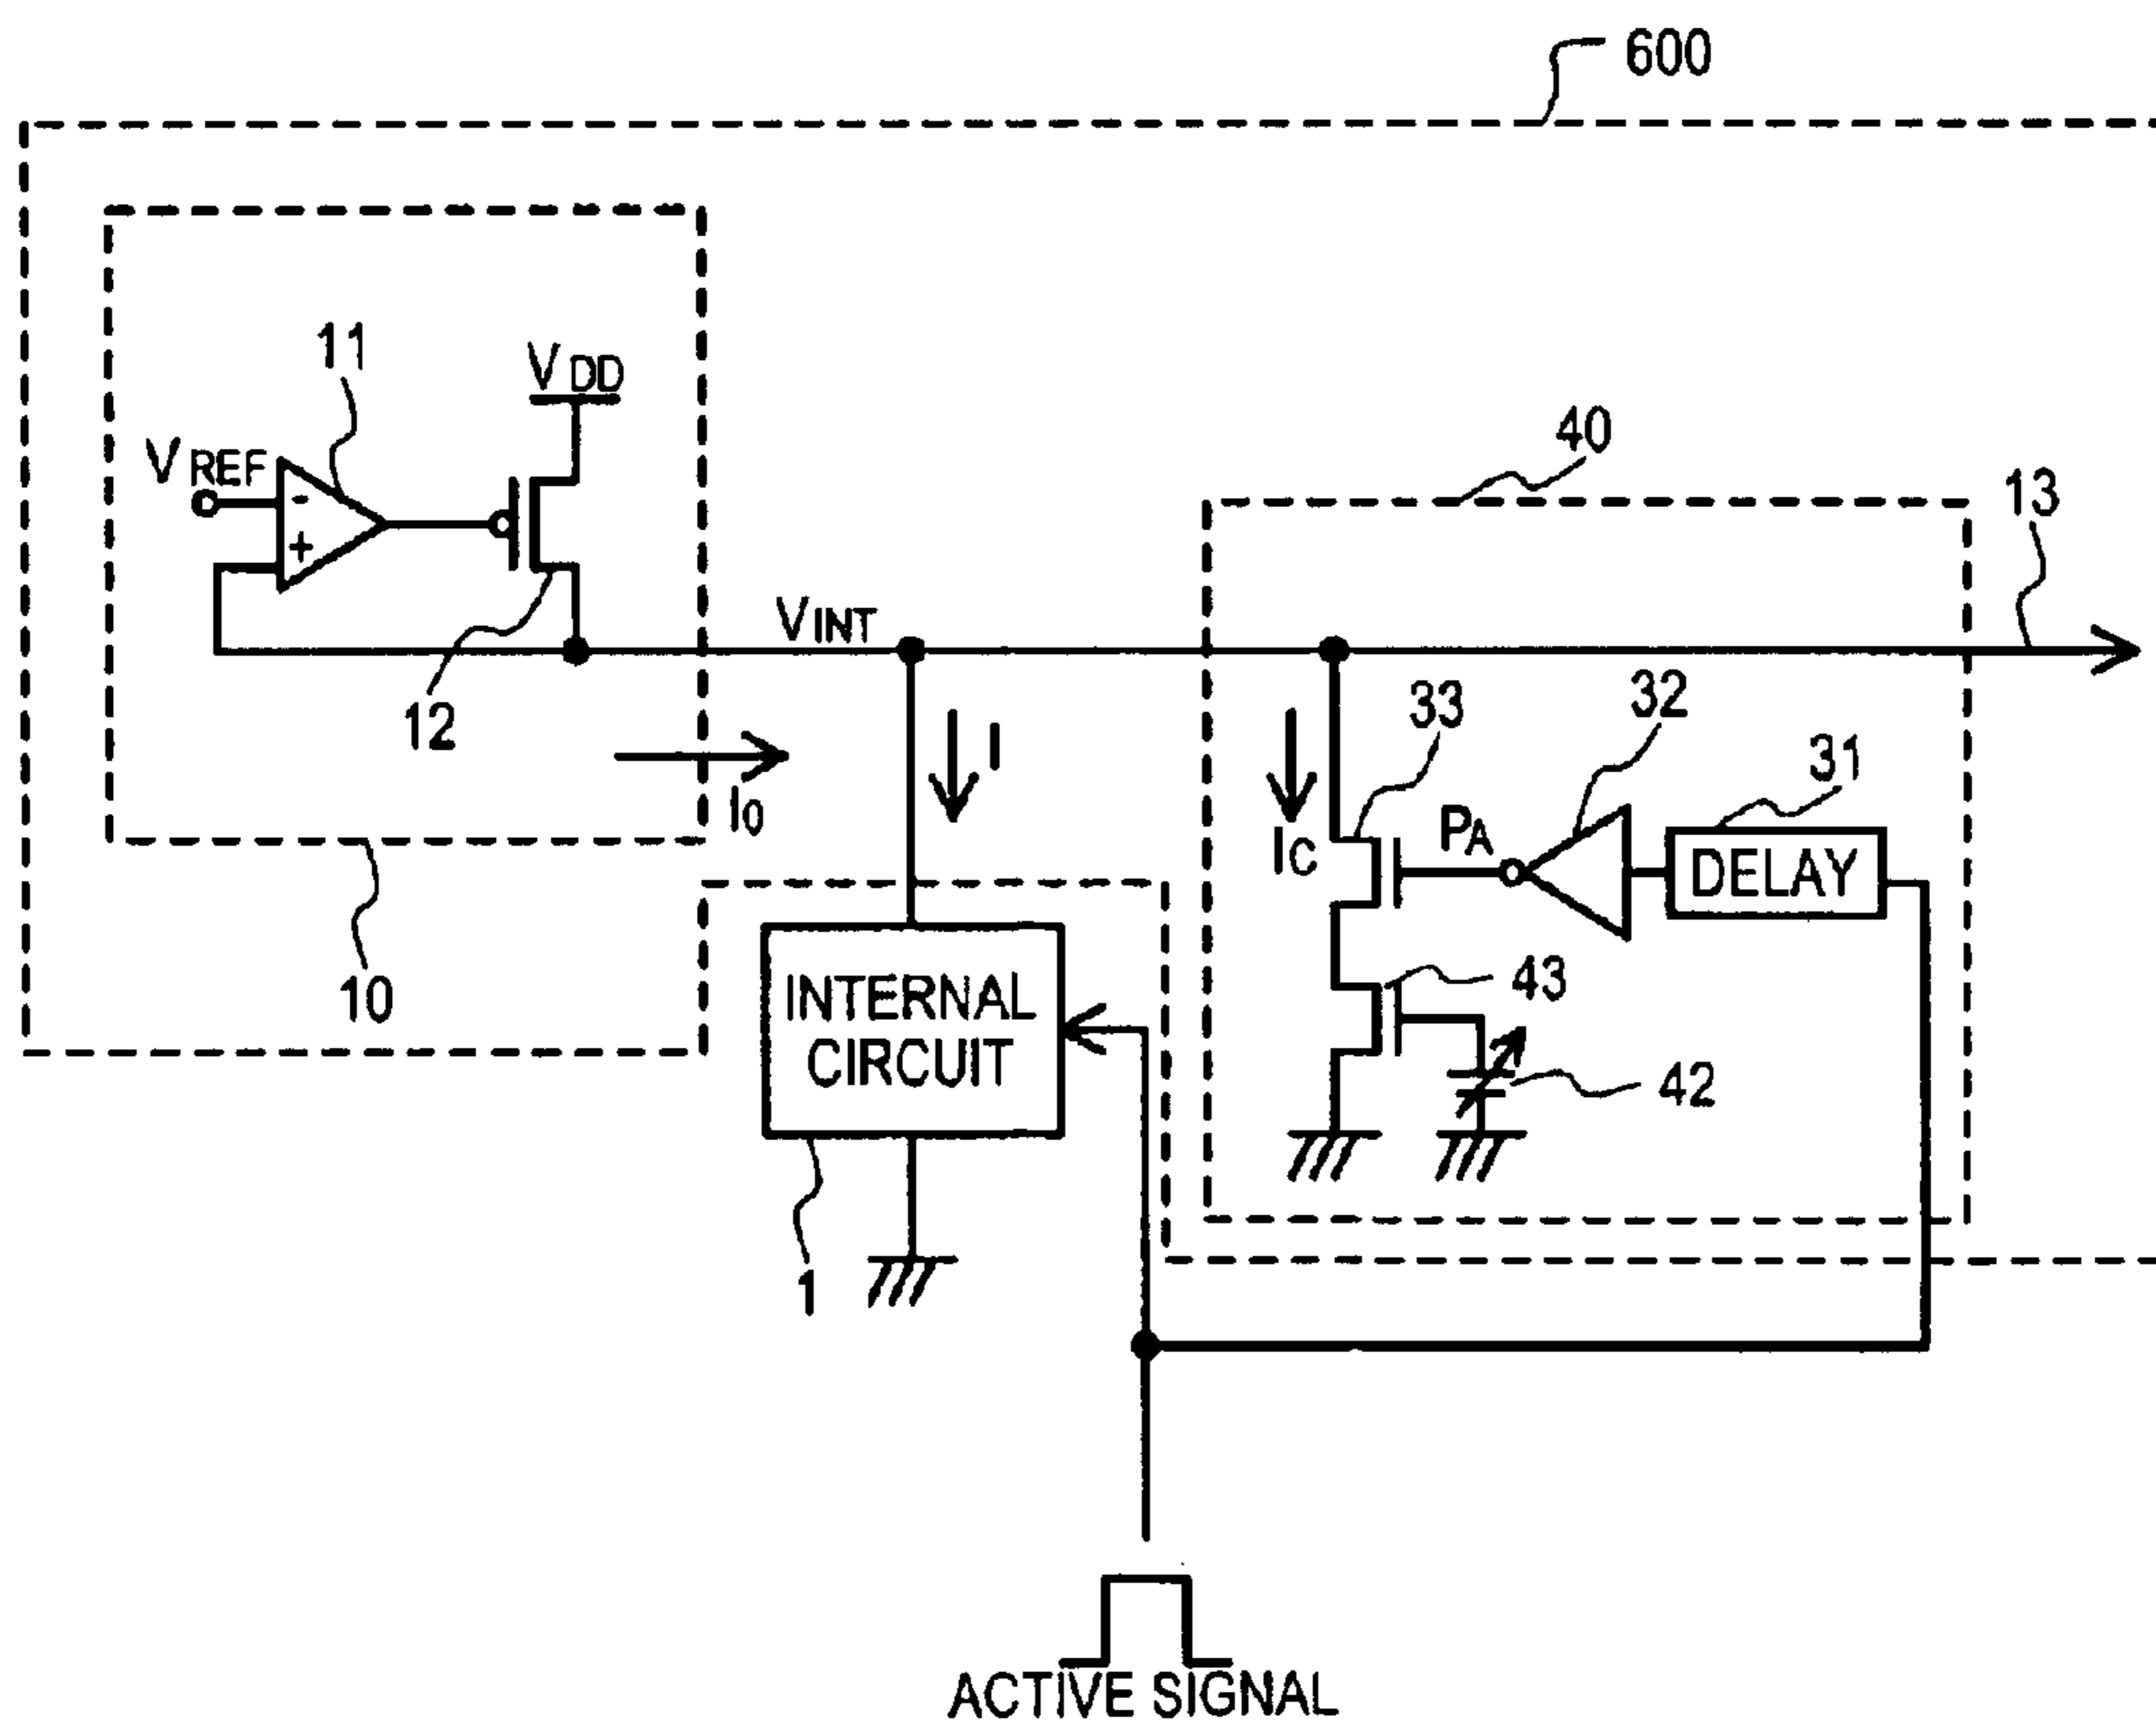 600
11
VDD
VREF
-
+
40
13
VINT
12
I0
I
33
32
31
IC
PA
DELAY
10
INTERNAL
CIRCUIT
43
42
1
ACTIVE SIGNAL